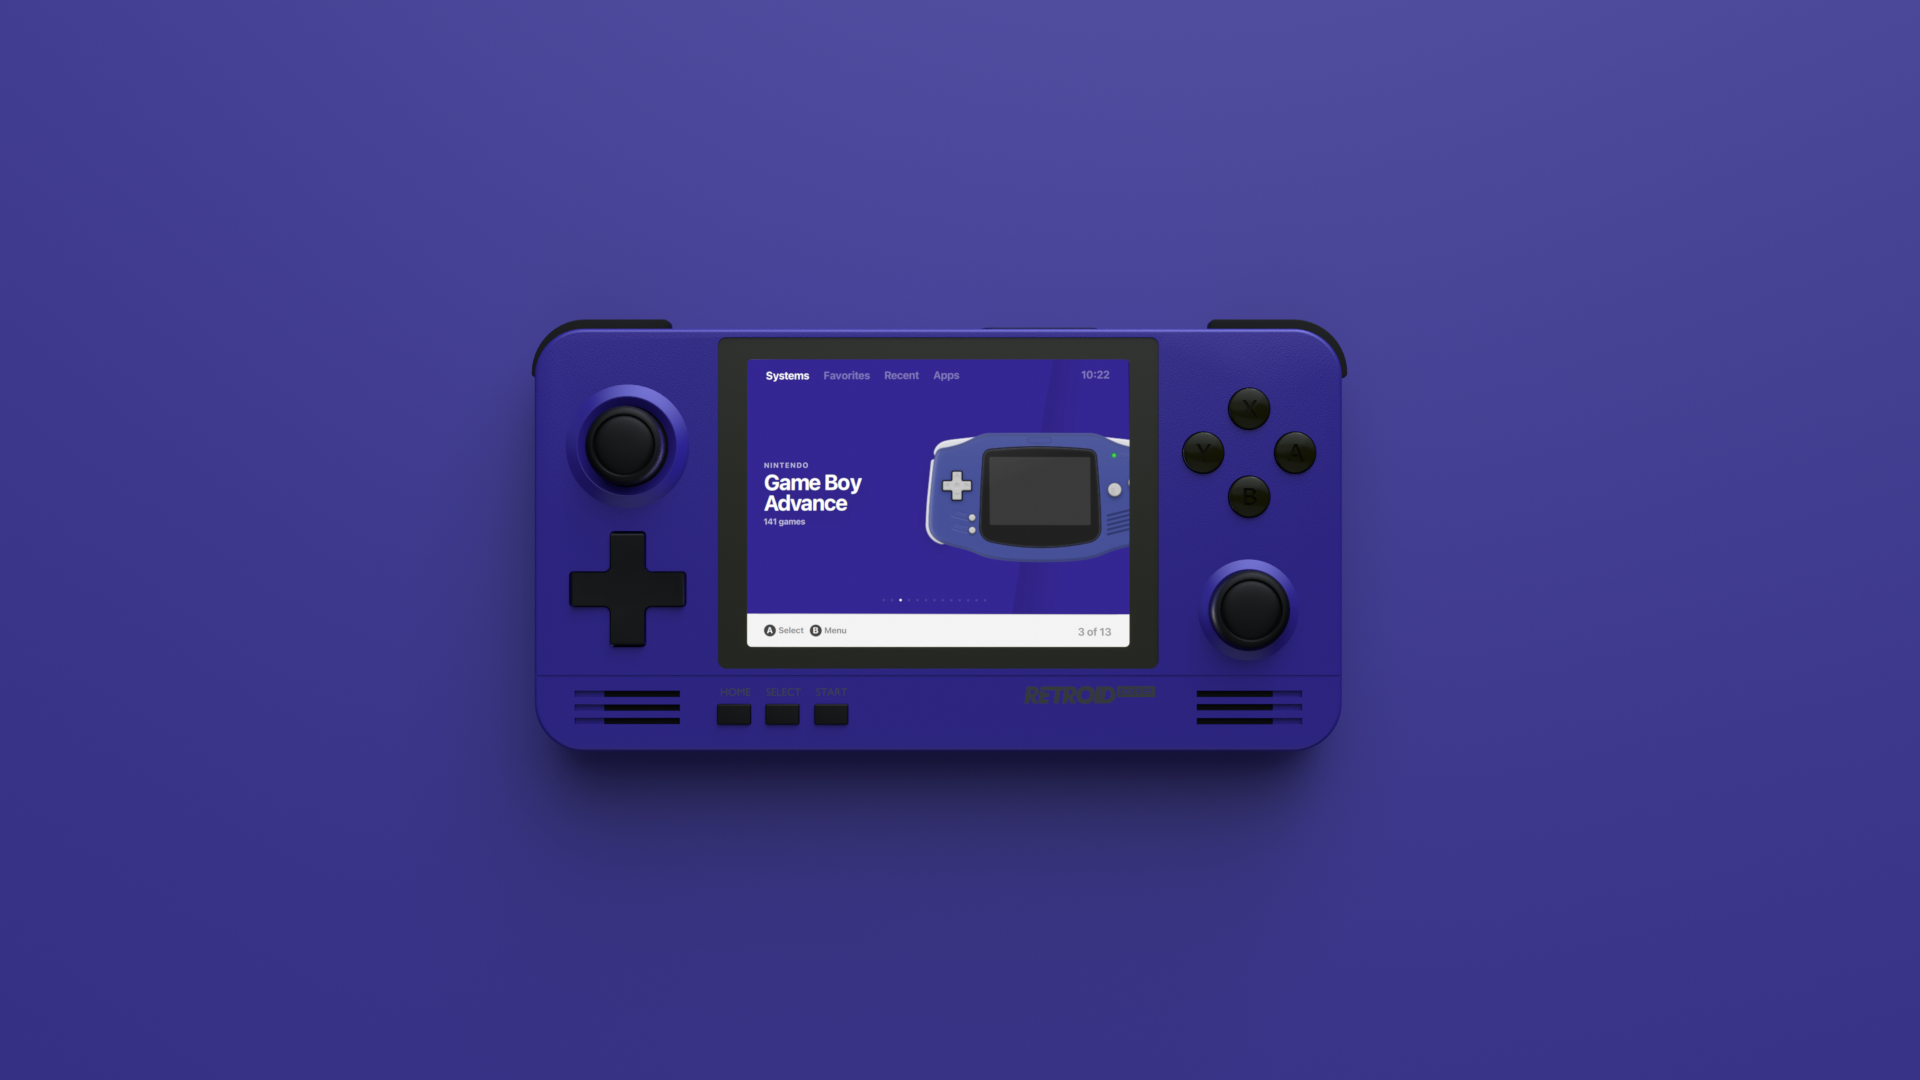 Systems Favorites Recent Apps 10:22
NINTENDO
Game Boy
Advance
141 games
A Select B Menu 3 of 13
X
Y A
B
HOME SELECT START
RETROID